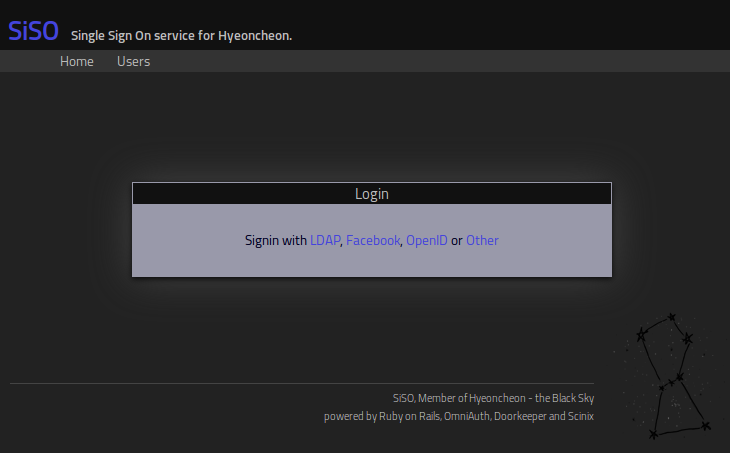 SiSO Single Sign On service for Hyeoncheon.
Home Users
Login
Signin with LDAP, Facebook, OpenID or Other
SiSO, Member of Hyeoncheon - the Black Sky
powered by Ruby on Rails, OmniAuth, Doorkeeper and Scinix